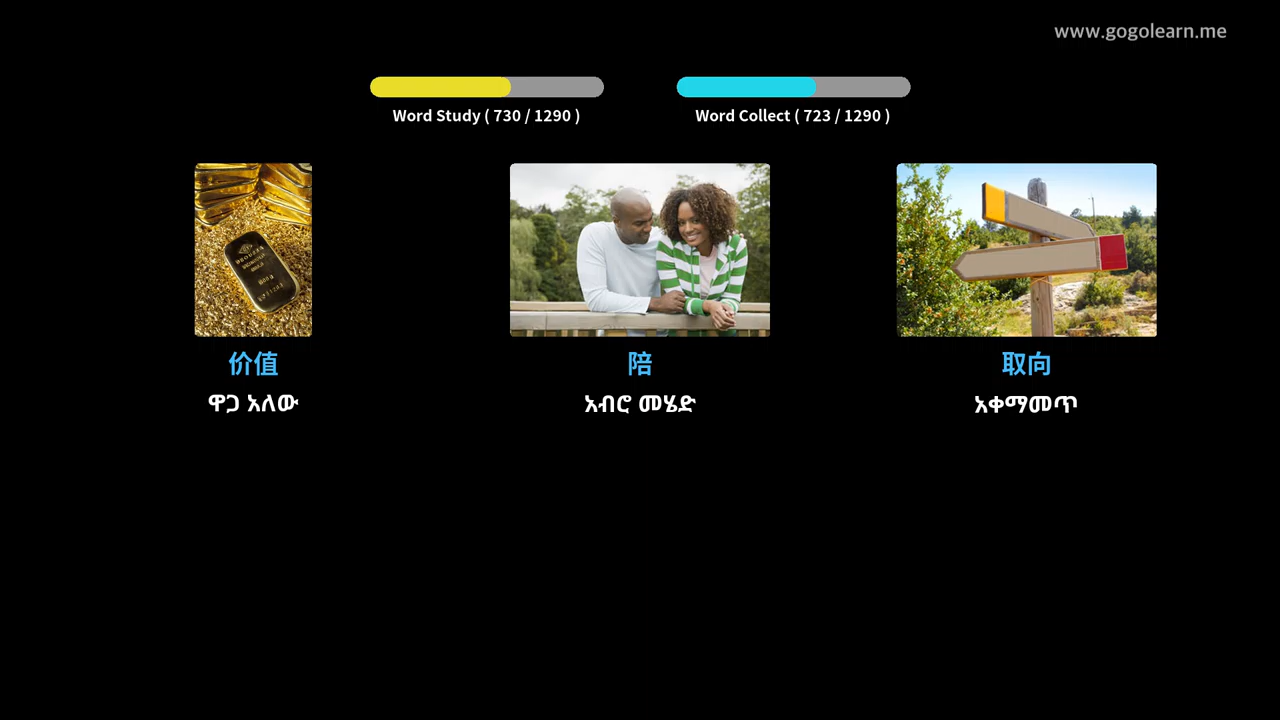 www.gogolearn.me
Word Study ( 730 / 1290 )
Word Collect ( 723 / 1290 )
价值
陪
取向
ዋጋ አለው
አብሮ መሄድ
አቀማመጥ